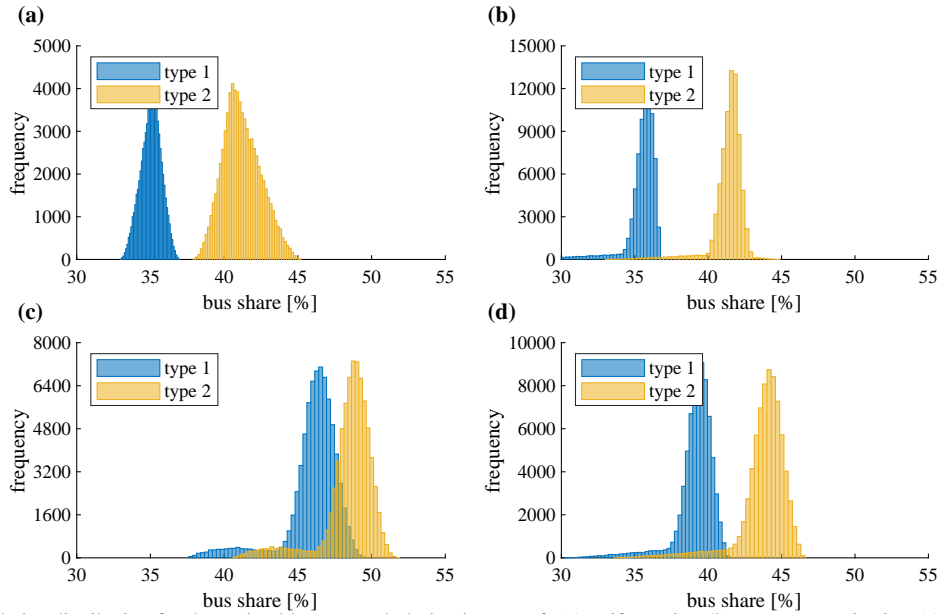 (a)
5000
4000
3000
2000
1000
0
frequency
type 1
type 2
30 35 40 45 50 55
bus share [%]
(b)
15000
12000
9000
6000
3000
0
frequency
type 1
type 2
30 35 40 45 50 55
bus share [%]
(c)
8000
6400
4800
3200
1600
0
frequency
type 1
type 2
30 35 40 45 50 55
bus share [%]
(d)
10000
8000
6000
4000
2000
0
frequency
type 1
type 2
30 35 40 45 50 55
bus share [%]